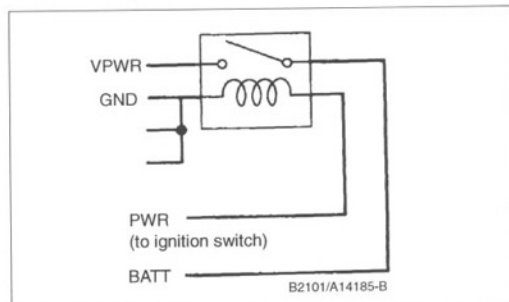 VPWR
GND
PWR
(to ignition switch)
BATT
B2101/A14185-B